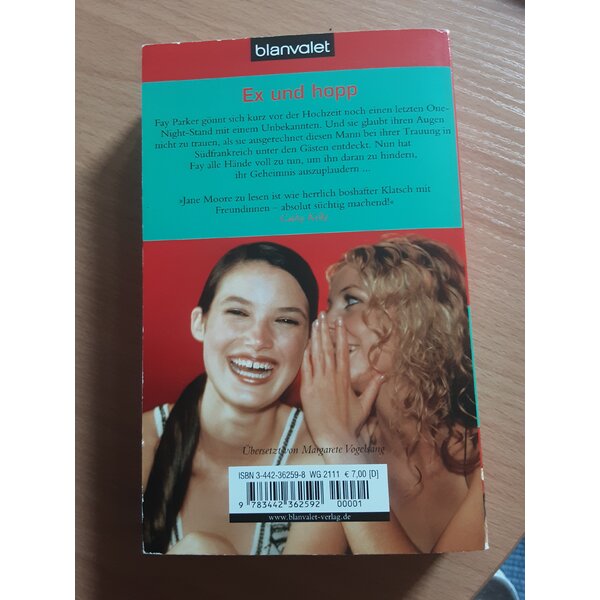 blanvalet
Ex und hopp
Fay Parker gönnt sich kurz vor der Hochzeit noch einen letzten One-
Night-Stand mit einem Unbekannten. Und sie glaubt ihren Augen
nicht zu trauen, als sie ausgerechnet diesen Mann bei ihrer Trauung in
Südfrankreich unter den Gästen entdeckt. Nun hat
Fay alle Hände voll zu tun, um ihn daran zu hindern,
ihr Geheimnis auszuplaudern ...
»Jane Moore zu lesen ist wie herrlich boshafter Klatsch mit
Freundinnen – absolut süchtig machend!«
Cathy Kelly
Übersetzt von Margarete Vogelsang
ISBN 3-442-36259-8 WG 2111 € 7,00 [D]
9 783442 362592 00001
www.blanvalet-verlag.de